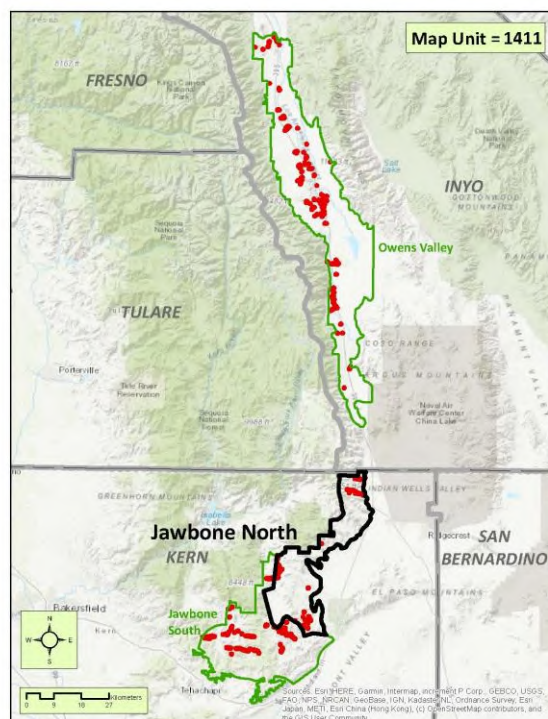 Map Unit = 1411
FRESNO
Kings Canyon
National
Park
Death Valley
National
Park
Salt
Lake
INYO
COTTONWOOD
MOUNTAINS
Sequoia
National
Park
Owens Valley
TULARE
PANAMINT VALLEY
COSO RANGE
Porterville
Tule River
Reservation
ARGUS MOUNTAINS
Sequoia
National
Forest
Naval Air
Warfare Center
China Lake
GREENHORN MOUNTAINS
INDIAN WELLS VALLEY
Isabella
Lake
Jawbone North
Ridgecrest
SAN
BERNARDINO
KERN
EL PASO MOUNTAINS
Bakersfield
Kern
Jawbone
South
N
W
E
S
Tehachapi
0
9
18
27
Kilometers
Sources: Esri, HERE, Garmin, Intermap, increment P Corp., GEBCO, USGS,
FAO, NPS, NRCAN, GeoBase, IGN, Kadaster NL, Ordnance Survey, Esri
Japan, METI, Esri China (Hong Kong), (c) OpenStreetMap contributors, and
the GIS User Community